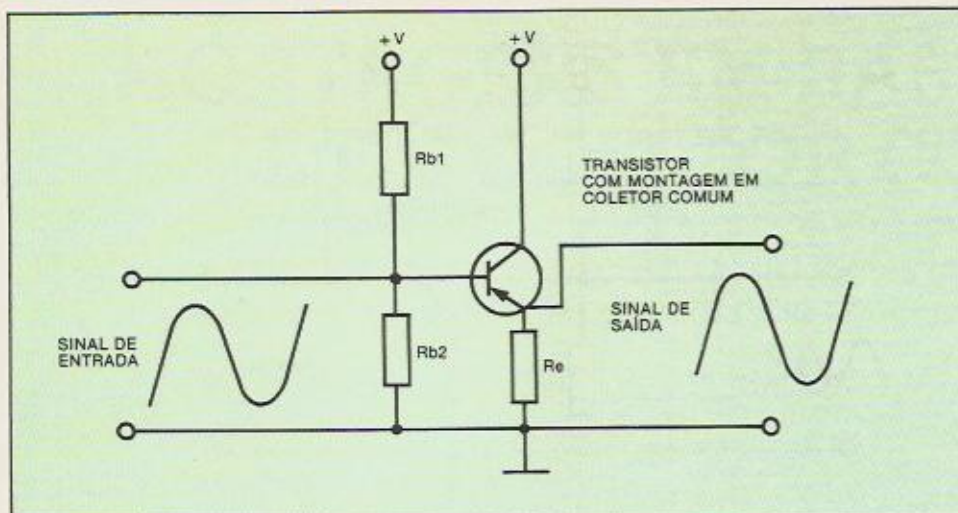 + V
+ V
Rb1
TRANSISTOR
COM MONTAGEM EM
COLETOR COMUM
SINAL DE
ENTRADA
Rb2
Re
SINAL DE
SAÍDA